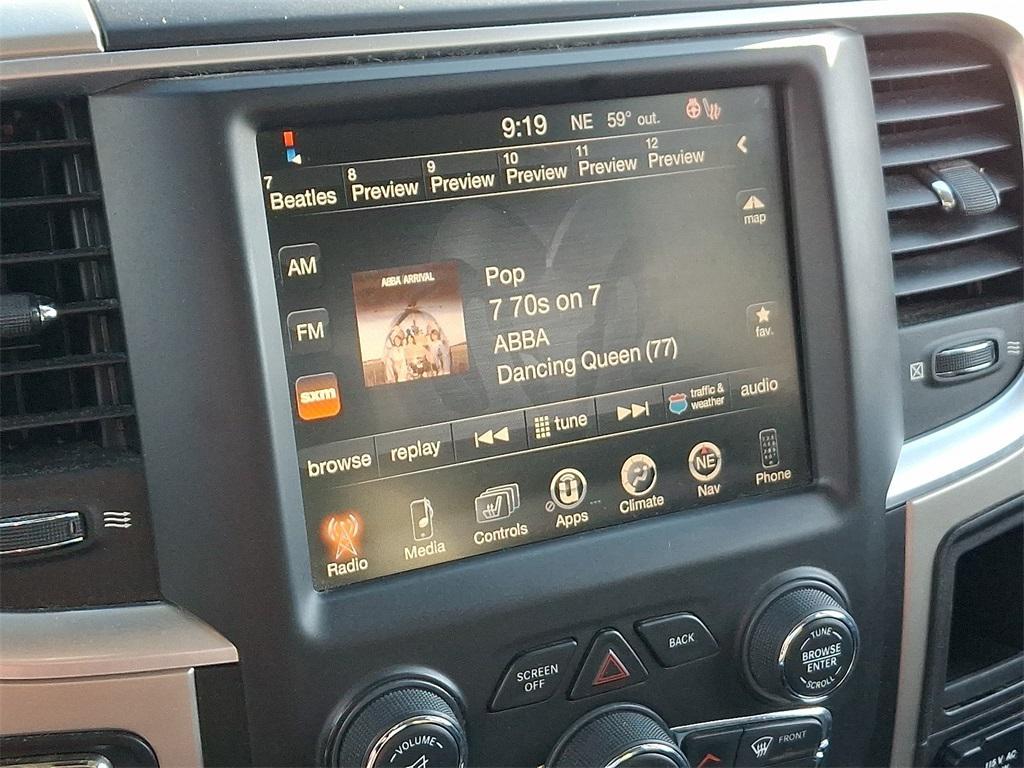 9:19 NE 59° out.
7 Beatles 8 Preview 9 Preview 10 Preview 11 Preview 12 Preview
map
AM
ABBA ARRIVAL
Pop
7 70s on 7
FM
ABBA
Dancing Queen (77)
fav.
sxm
browse replay tune traffic & weather audio
Radio Media Controls Apps Climate NE Nav Phone
SCREEN OFF
BACK
TUNE
BROWSE
ENTER
SCROLL
VOLUME
FRONT
115 V AC